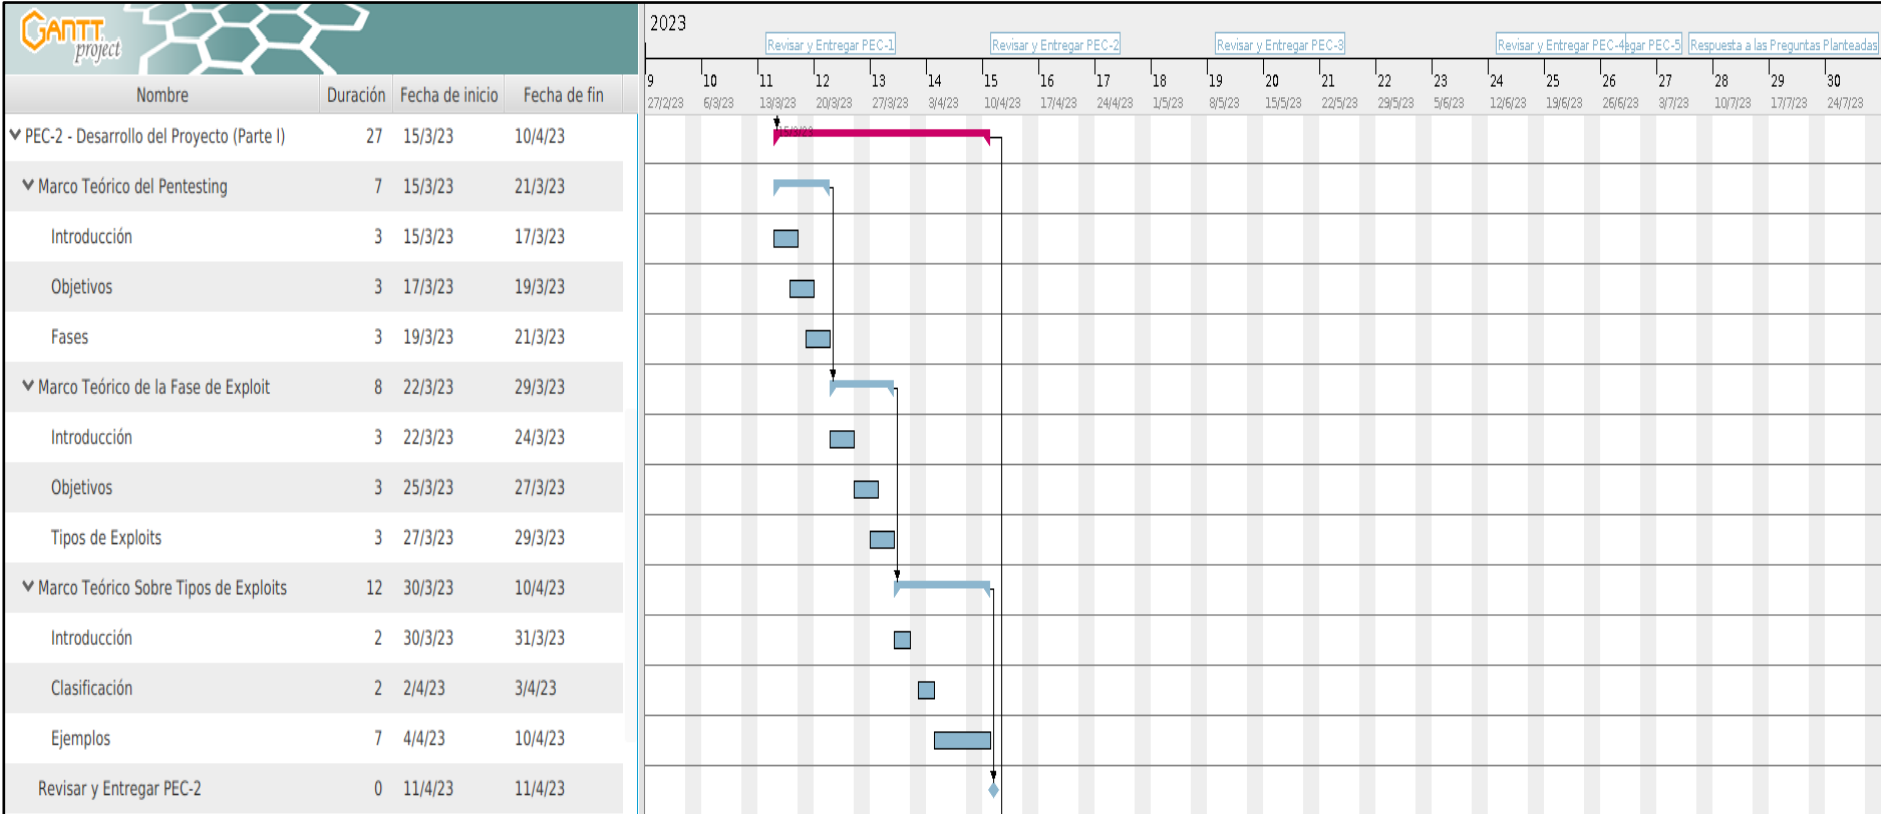 GANTT
project
2023
Revisar y Entregar PEC-1 Revisar y Entregar PEC-2 Revisar y Entregar PEC-3 Revisar y Entregar PEC-4 egar PEC-5 Respuesta a las Preguntas Planteadas
9 10 11 12 13 14 15 16 17 18 19 20 21 22 23 24 25 26 27 28 29 30
27/2/23 6/3/23 13/3/23 20/3/23 27/3/23 3/4/23 10/4/23 17/4/23 24/4/23 1/5/23 8/5/23 15/5/23 22/5/23 29/5/23 5/6/23 12/6/23 19/6/23 26/6/23 3/7/23 10/7/23 17/7/23 24/7/23
Nombre Duración Fecha de inicio Fecha de fin
PEC-2 - Desarrollo del Proyecto (Parte I) 27 15/3/23 10/4/23 15/3/23
Marco Teórico del Pentesting 7 15/3/23 21/3/23
Introducción 3 15/3/23 17/3/23
Objetivos 3 17/3/23 19/3/23
Fases 3 19/3/23 21/3/23
Marco Teórico de la Fase de Exploit 8 22/3/23 29/3/23
Introducción 3 22/3/23 24/3/23
Objetivos 3 25/3/23 27/3/23
Tipos de Exploits 3 27/3/23 29/3/23
Marco Teórico Sobre Tipos de Exploits 12 30/3/23 10/4/23
Introducción 2 30/3/23 31/3/23
Clasificación 2 2/4/23 3/4/23
Ejemplos 7 4/4/23 10/4/23
Revisar y Entregar PEC-2 0 11/4/23 11/4/23